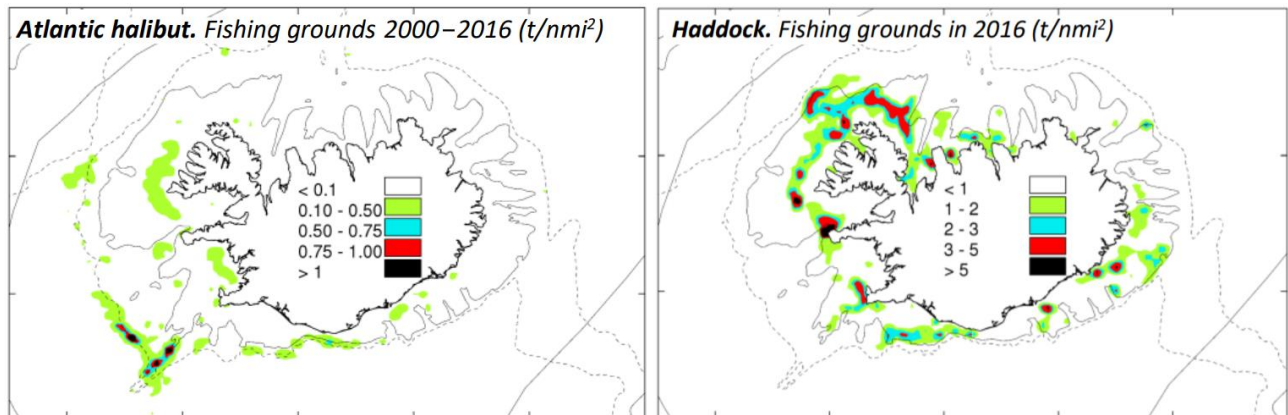 Atlantic halibut. Fishing grounds 2000–2016 (t/nmi²)
< 0.1
0.10 - 0.50
0.50 - 0.75
0.75 - 1.00
> 1
Haddock. Fishing grounds in 2016 (t/nmi²)
< 1
1 - 2
2 - 3
3 - 5
> 5